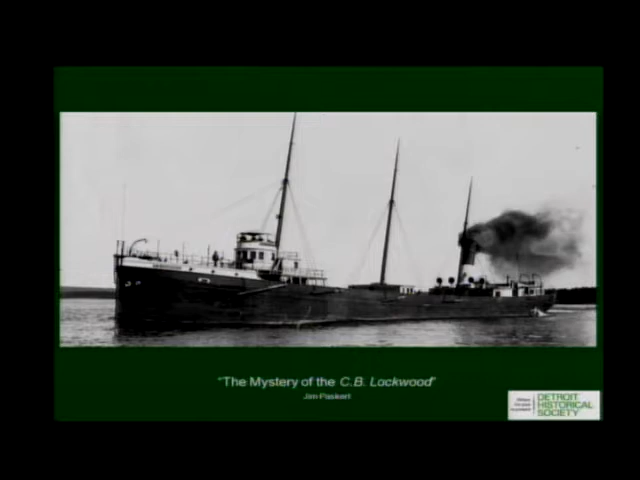 "The Mystery of the C.B. Lockwood"
Jim Paskert
DETROIT
HISTORICAL
SOCIETY